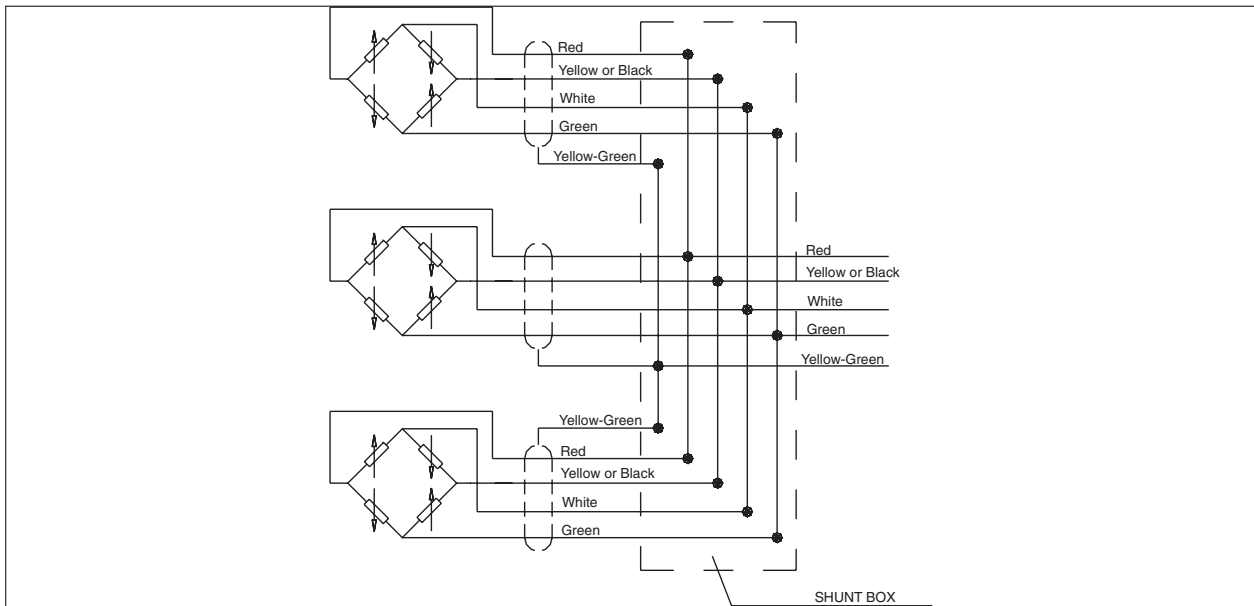 Red
Yellow or Black
White
Green
Yellow-Green
Red
Yellow or Black
White
Green
Yellow-Green
Yellow-Green
Red
Yellow or Black
White
Green
SHUNT BOX